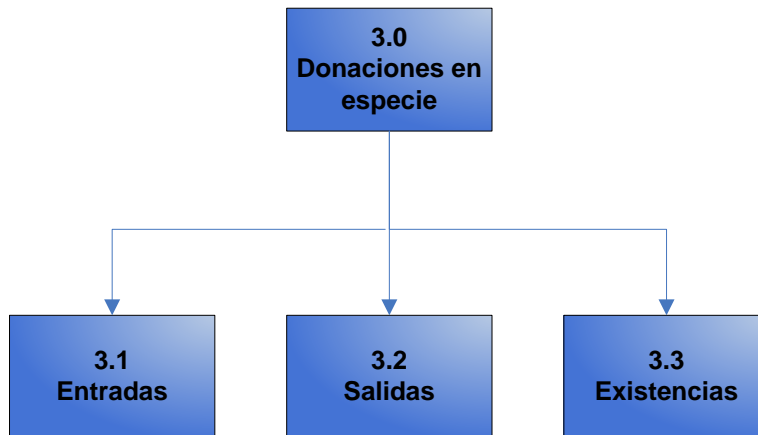 3.0
Donaciones en
especie
3.1
Entradas
3.2
Salidas
3.3
Existencias